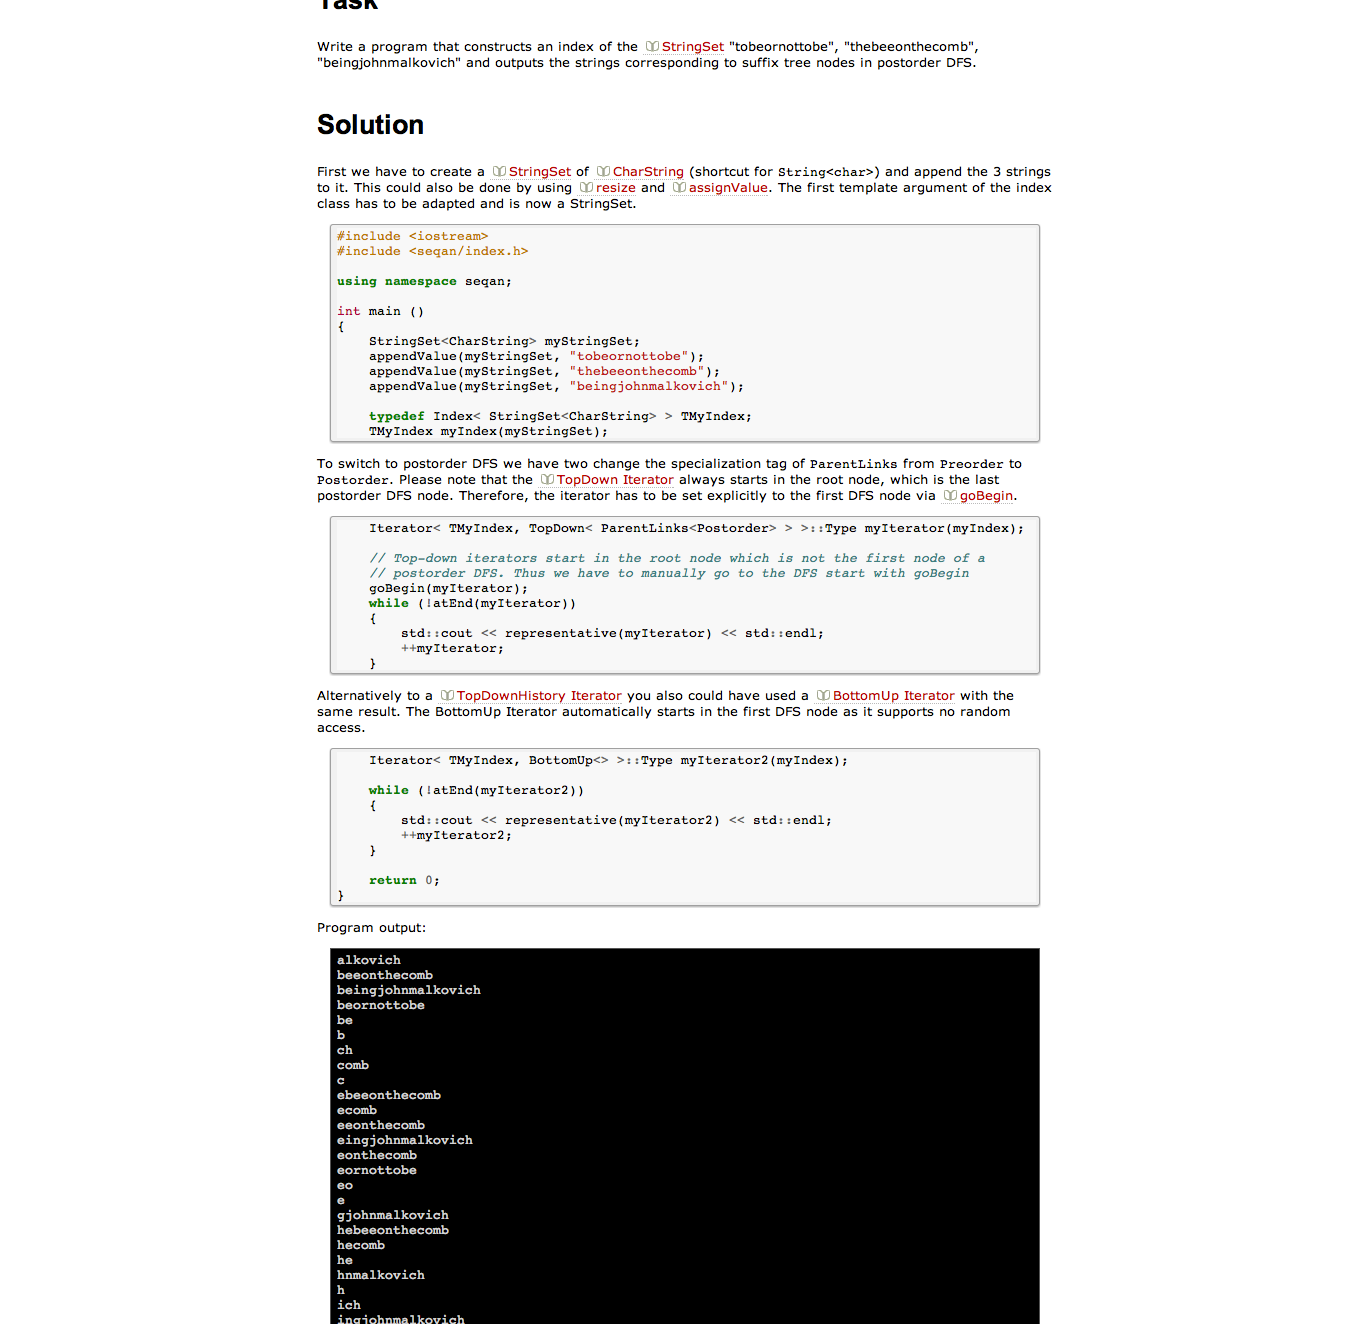 Task
Write a program that constructs an index of the StringSet "tobeornottobe", "thebeeonthecomb",
"beingjohnmalkovich" and outputs the strings corresponding to suffix tree nodes in postorder DFS.
Solution
First we have to create a StringSet of CharString (shortcut for String<char>) and append the 3 strings
to it. This could also be done by using resize and assignValue. The first template argument of the index
class has to be adapted and is now a StringSet.
#include <iostream>
#include <seqan/index.h>
using namespace seqan;
int main ()
{
    StringSet<CharString> myStringSet;
    appendValue(myStringSet, "tobeornottobe");
    appendValue(myStringSet, "thebeeonthecomb");
    appendValue(myStringSet, "beingjohnmalkovich");
    typedef Index< StringSet<CharString> > TMyIndex;
    TMyIndex myIndex(myStringSet);
To switch to postorder DFS we have two change the specialization tag of ParentLinks from Preorder to
Postorder. Please note that the TopDown Iterator always starts in the root node, which is the last
postorder DFS node. Therefore, the iterator has to be set explicitly to the first DFS node via goBegin.
    Iterator< TMyIndex, TopDown< ParentLinks<Postorder> > >::Type myIterator(myIndex);
    // Top-down iterators start in the root node which is not the first node of a
    // postorder DFS. Thus we have to manually go to the DFS start with goBegin
    goBegin(myIterator);
    while (!atEnd(myIterator))
    {
        std::cout << representative(myIterator) << std::endl;
        ++myIterator;
    }
Alternatively to a TopDownHistory Iterator you also could have used a BottomUp Iterator with the
same result. The BottomUp Iterator automatically starts in the first DFS node as it supports no random
access.
    Iterator< TMyIndex, BottomUp<> >::Type myIterator2(myIndex);
    while (!atEnd(myIterator2))
    {
        std::cout << representative(myIterator2) << std::endl;
        ++myIterator2;
    }
    return 0;
}
Program output:
alkovich
beeonthecomb
beingjohnmalkovich
beornottobe
be
b
ch
comb
c
ebeeonthecomb
ecomb
eeonthecomb
eingjohnmalkovich
eonthecomb
eornottobe
eo
e
gjohnmalkovich
hebeeonthecomb
hecomb
he
hnmalkovich
h
ich
ingjohnmalkovich